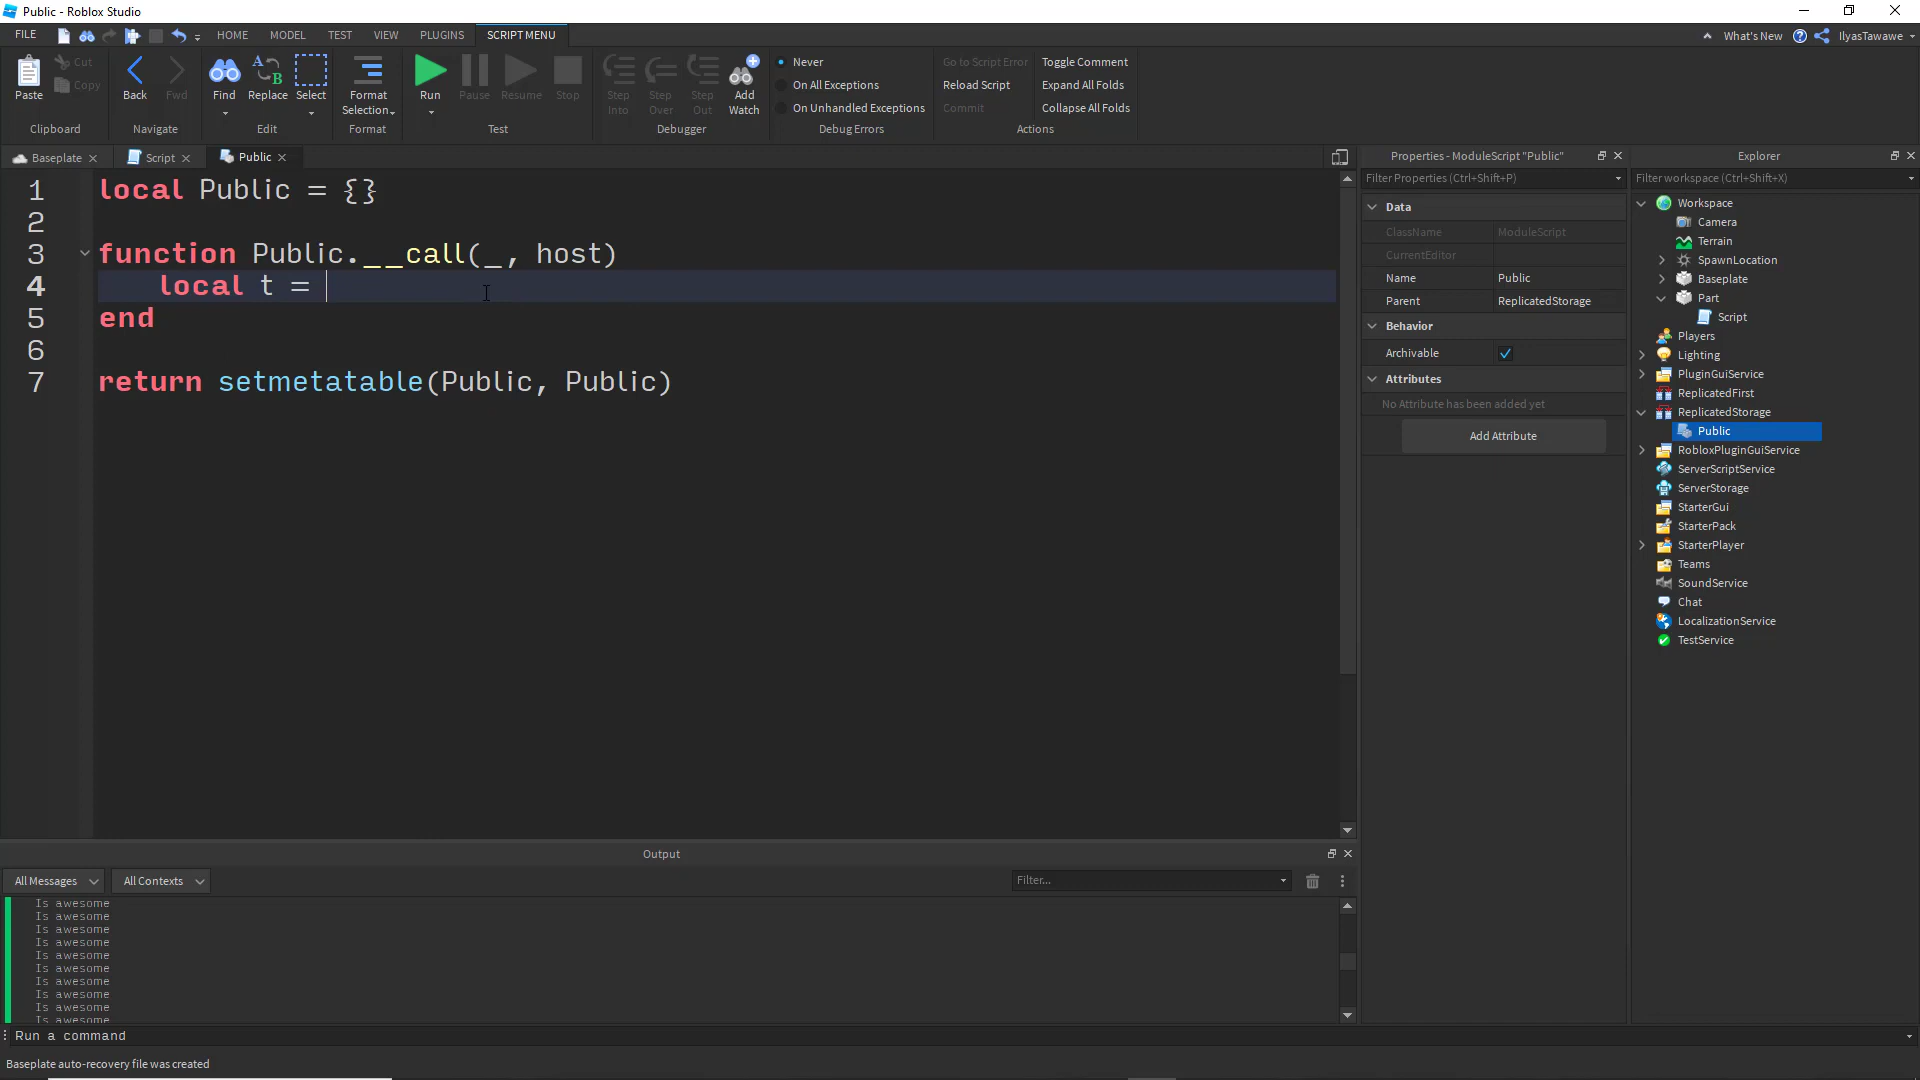 Public - Roblox Studio
FILE HOME MODEL TEST VIEW PLUGINS SCRIPT MENU What's New IlyasTawawe
Paste Cut Copy Clipboard
Back Fwd Navigate
Find Replace Select Edit
Format Selection Format
Run Pause Resume Stop Test
Step Into Step Over Step Out Add Watch Debugger
Never
On All Exceptions
On Unhandled Exceptions
Debug Errors
Go to Script Error Toggle Comment
Reload Script Expand All Folds
Commit Collapse All Folds
Actions
Baseplate Script Public
1 local Public = {}
2
3 function Public.__call(_, host)
4 local t =
5 end
6
7 return setmetatable(Public, Public)
Properties - ModuleScript "Public"
Filter Properties (Ctrl+Shift+P)
Data
ClassName ModuleScript
CurrentEditor
Name Public
Parent ReplicatedStorage
Behavior
Archivable
Attributes
No Attribute has been added yet
Add Attribute
Explorer
Filter workspace (Ctrl+Shift+X)
Workspace
Camera
Terrain
SpawnLocation
Baseplate
Part
Script
Players
Lighting
PluginGuiService
ReplicatedFirst
ReplicatedStorage
Public
RobloxPluginGuiService
ServerScriptService
ServerStorage
StarterGui
StarterPack
StarterPlayer
Teams
SoundService
Chat
LocalizationService
TestService
Output
All Messages All Contexts Filter...
Is awesome
Is awesome
Is awesome
Is awesome
Is awesome
Is awesome
Is awesome
Is awesome
Is awesome
Is awesome
Run a command
Baseplate auto-recovery file was created